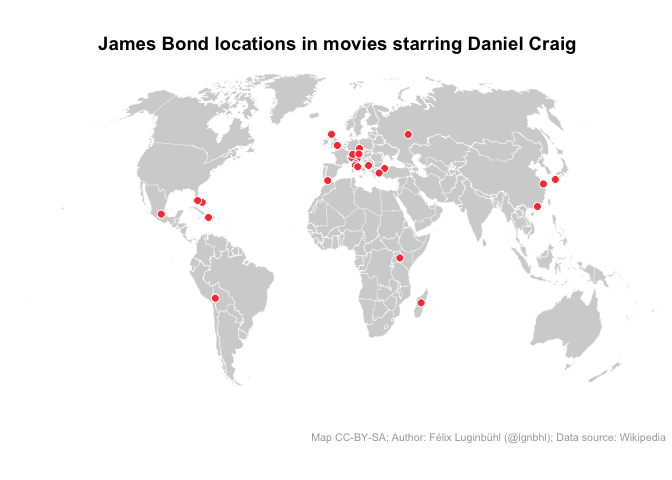 James Bond locations in movies starring Daniel Craig
Map CC-BY-SA; Author: Félix Luginbühl (@lgnbhl); Data source: Wikipedia